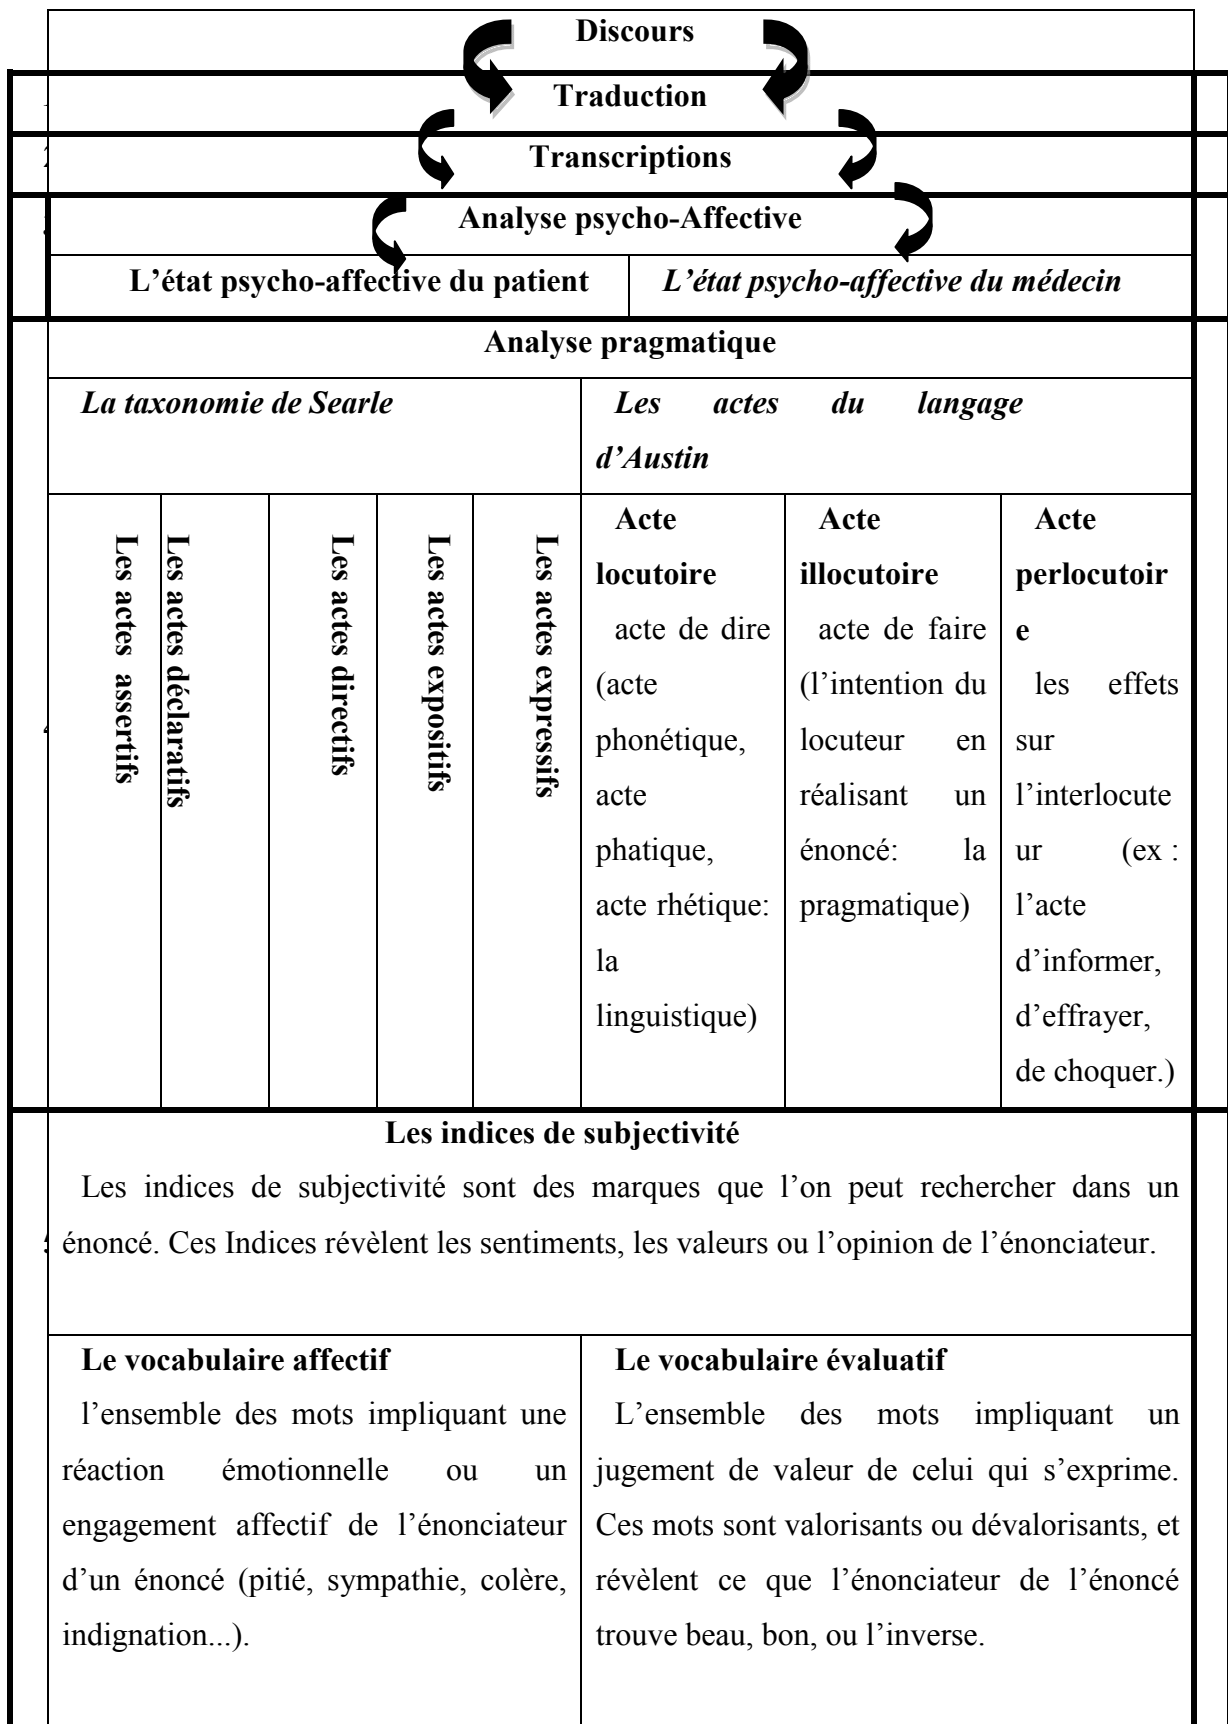 Discours
Traduction
Transcriptions
Analyse psycho-Affective
L’état psycho-affective du patient
L’état psycho-affective du médecin
Analyse pragmatique
La taxonomie de Searle
Les actes du langage
d’Austin
Les actes assertifs
Les actes déclaratifs
Les actes directifs
Les actes expositifs
Les actes expressifs
Acte
locutoire
acte de dire
(acte
phonétique,
acte
phatique,
acte rhétique:
la
linguistique)
Acte
illocutoire
acte de faire
(l’intention du
locuteur en
réalisant un
énoncé: la
pragmatique)
Acte
perlocutoir
e
les effets
sur
l’interlocute
ur (ex :
l’acte
d’informer,
d’effrayer,
de choquer.)
Les indices de subjectivité
Les indices de subjectivité sont des marques que l’on peut rechercher dans un
énoncé. Ces Indices révèlent les sentiments, les valeurs ou l’opinion de l’énonciateur.
Le vocabulaire affectif
l’ensemble des mots impliquant une
réaction émotionnelle ou un
engagement affectif de l’énonciateur
d’un énoncé (pitié, sympathie, colère,
indignation...).
Le vocabulaire évaluatif
L’ensemble des mots impliquant un
jugement de valeur de celui qui s’exprime.
Ces mots sont valorisants ou dévalorisants, et
révèlent ce que l’énonciateur de l’énoncé
trouve beau, bon, ou l’inverse.